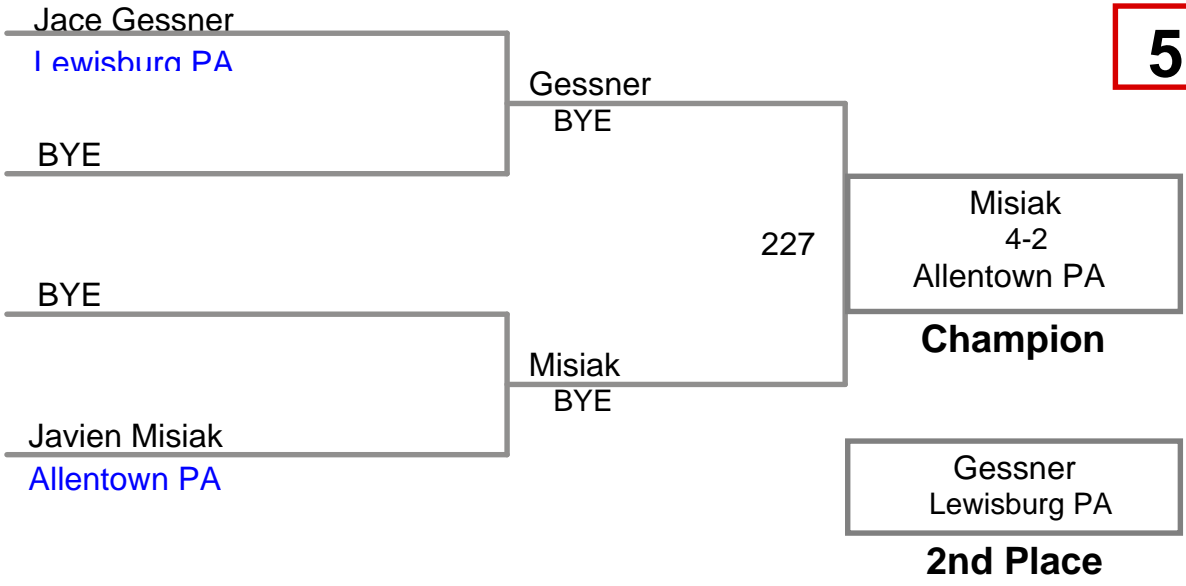 Jace Gessner
Lewisburg PA
5
Gessner
BYE
BYE
Misiak
4-2
Allentown PA
227
BYE
Champion
Misiak
BYE
Javien Misiak
Allentown PA
Gessner
Lewisburg PA
2nd Place